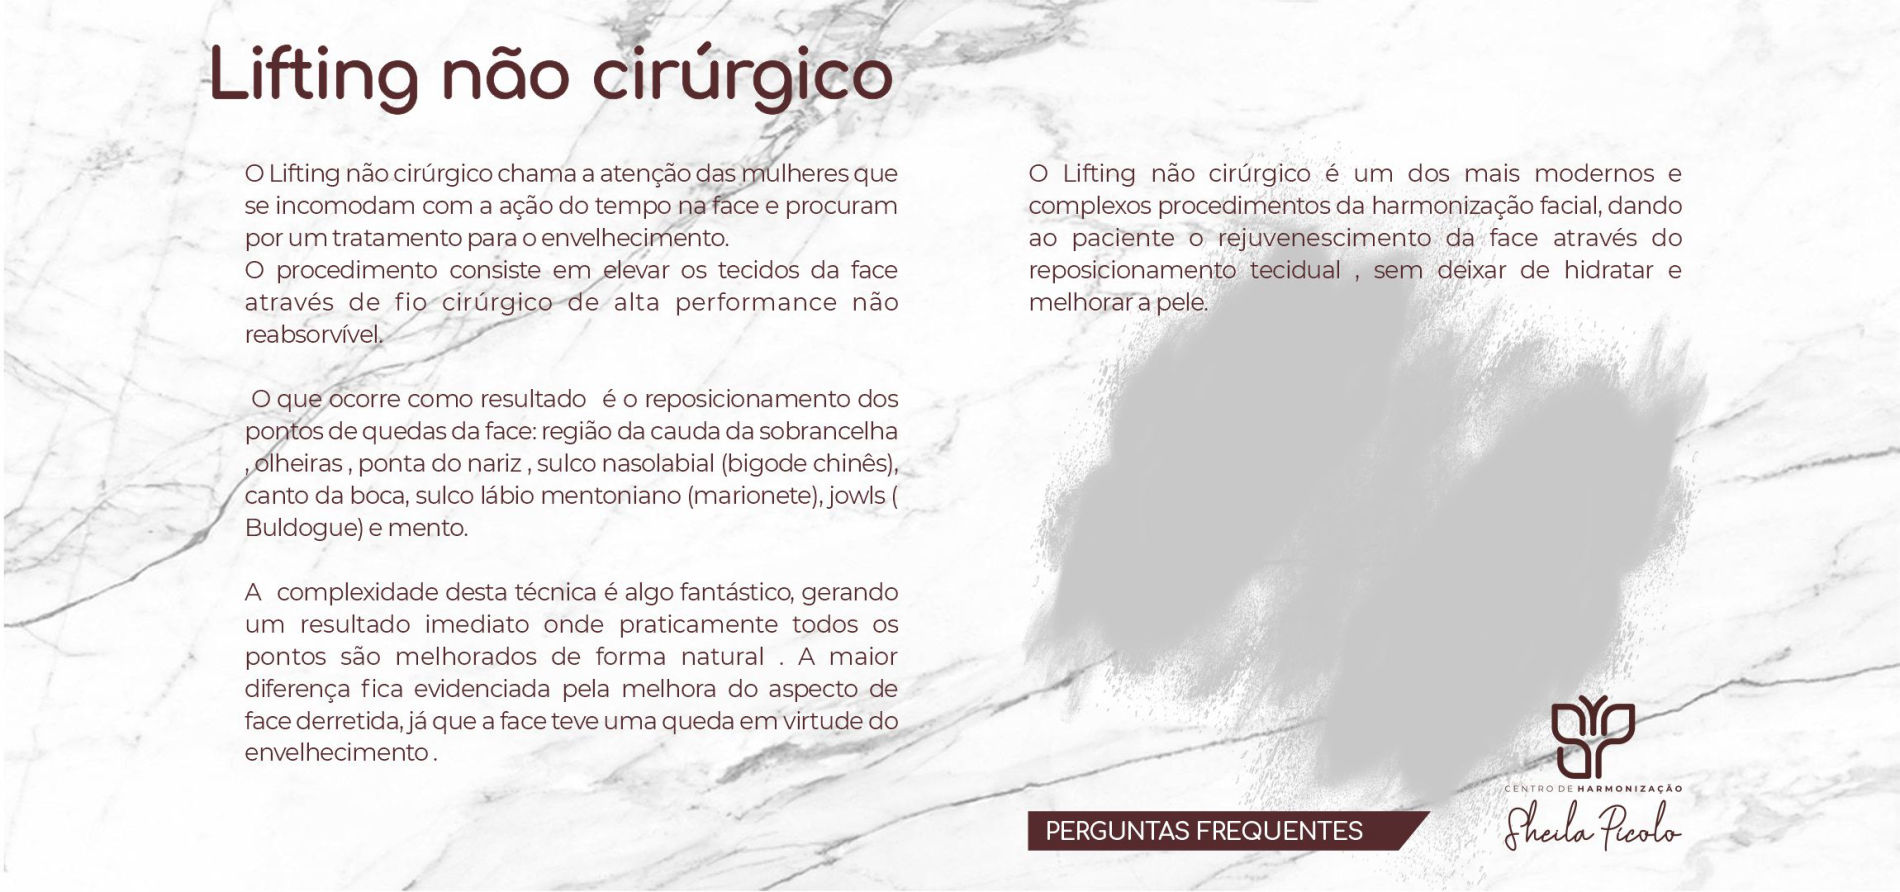 Lifting não cirúrgico
O Lifting não cirúrgico chama a atenção das mulheres que
se incomodam com a ação do tempo na face e procuram
por um tratamento para o envelhecimento.
O procedimento consiste em elevar os tecidos da face
através de fio cirúrgico de alta performance não
reabsorvível.
O que ocorre como resultado  é o reposicionamento dos
pontos de quedas da face: região da cauda da sobrancelha
, olheiras , ponta do nariz , sulco nasolabial (bigode chinês),
canto da boca, sulco lábio mentoniano (marionete), jowls (
Buldogue) e mento.
A  complexidade desta técnica é algo fantástico, gerando
um resultado imediato onde praticamente todos os
pontos são melhorados de forma natural . A maior
diferença fica evidenciada pela melhora do aspecto de
face derretida, já que a face teve uma queda em virtude do
envelhecimento .
O Lifting não cirúrgico é um dos mais modernos e
complexos procedimentos da harmonização facial, dando
ao paciente o rejuvenescimento da face através do
reposicionamento tecidual , sem deixar de hidratar e
melhorar a pele.
PERGUNTAS FREQUENTES
CENTRO DE HARMONIZAÇÃO
Sheila Picolo